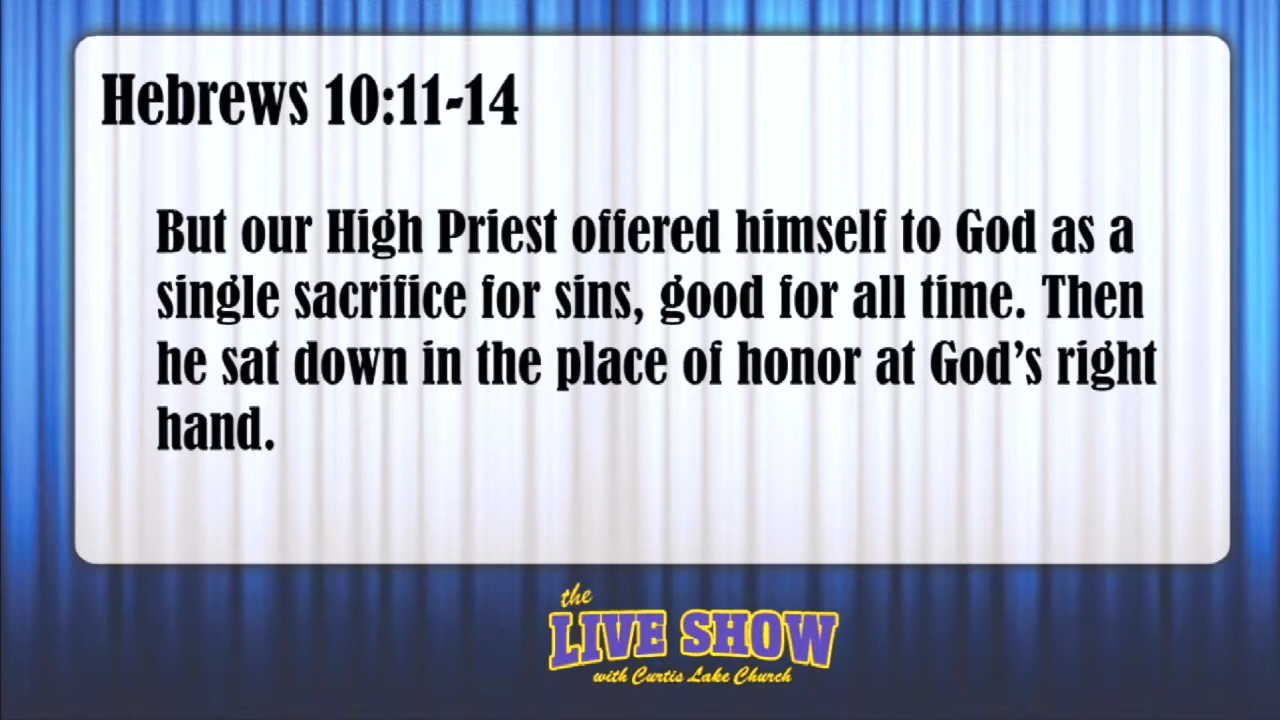 Hebrews 10:11-14
But our High Priest offered himself to God as a
single sacrifice for sins, good for all time. Then
he sat down in the place of honor at God’s right
hand.
the
LIVE SHOW
with Curtis Lake Church